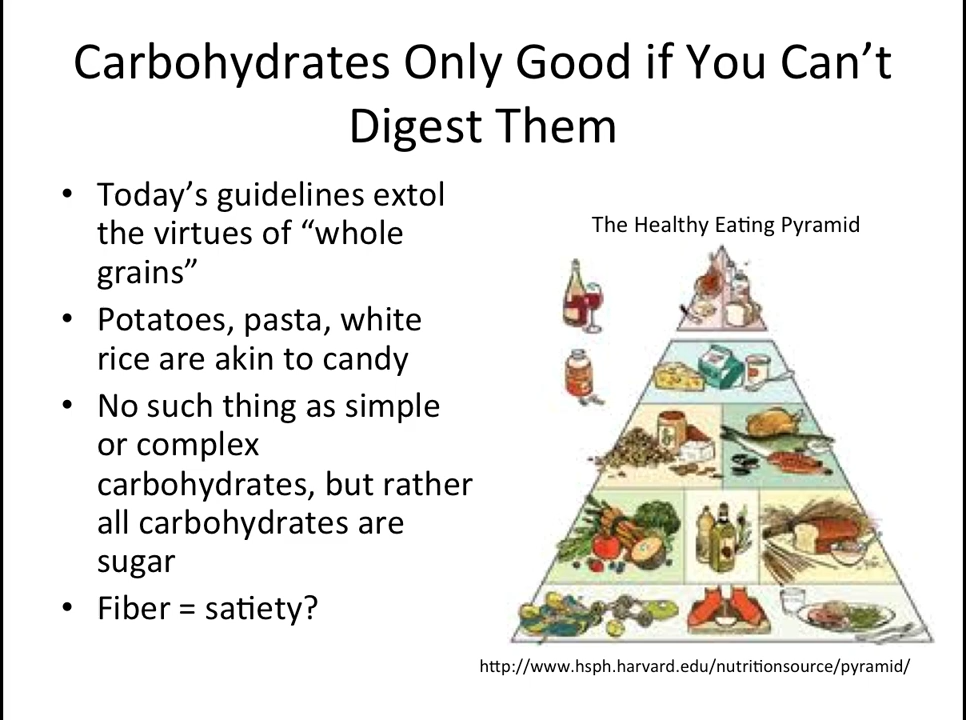 Carbohydrates Only Good if You Can’t
Digest Them
• Today’s guidelines extol
the virtues of “whole
grains”
• Potatoes, pasta, white
rice are akin to candy
• No such thing as simple
or complex
carbohydrates, but rather
all carbohydrates are
sugar
• Fiber = satiety?
The Healthy Eating Pyramid
http://www.hsph.harvard.edu/nutritionsource/pyramid/